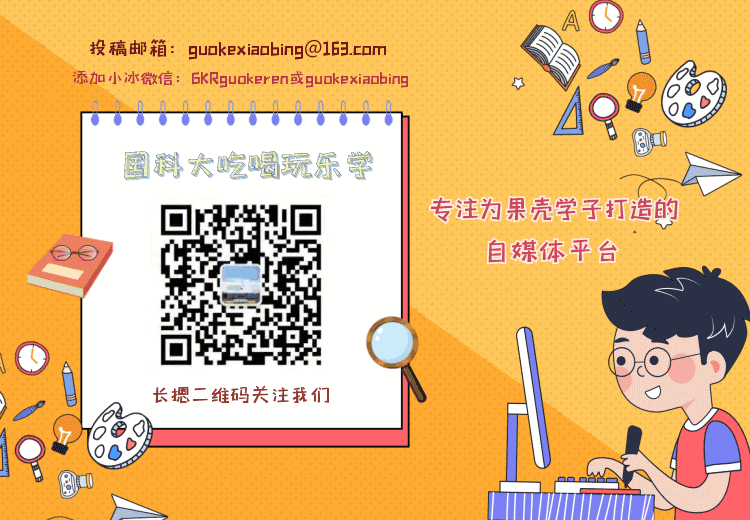 投稿邮箱：guokexiaobing@163.com
添加小冰微信：GKRguokeren或guokexiaobing
国科大吃喝玩乐学
专注为果壳学子打造的
自媒体平台
长摁二维码关注我们